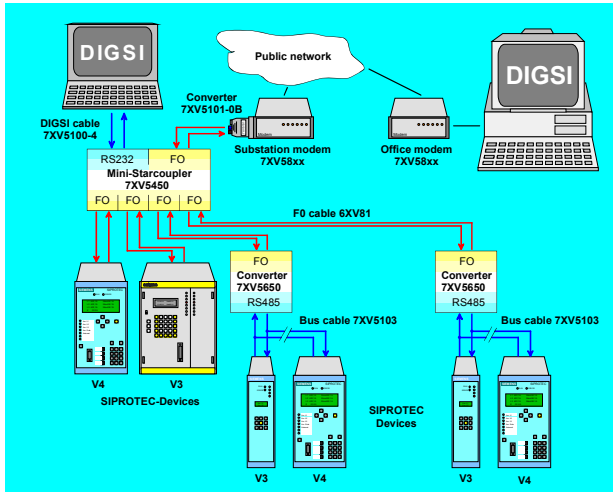 DIGSI
Public network
DIGSI
Converter
7XV5101-0B
DIGSI cable
7XV5100-4
Modem
Substation modem
7XV58xx
Modem
Office modem
7XV58xx
RS232
FO
Mini-Starcoupler
7XV5450
FO
FO
FO
FO
F0 cable 6XV81
FO
Converter
7XV5650
RS485
FO
Converter
7XV5650
RS485
Bus cable 7XV5103
Bus cable 7XV5103
V4
V3
SIPROTEC-Devices
SIPROTEC
Devices
V3
V4
V3
V4